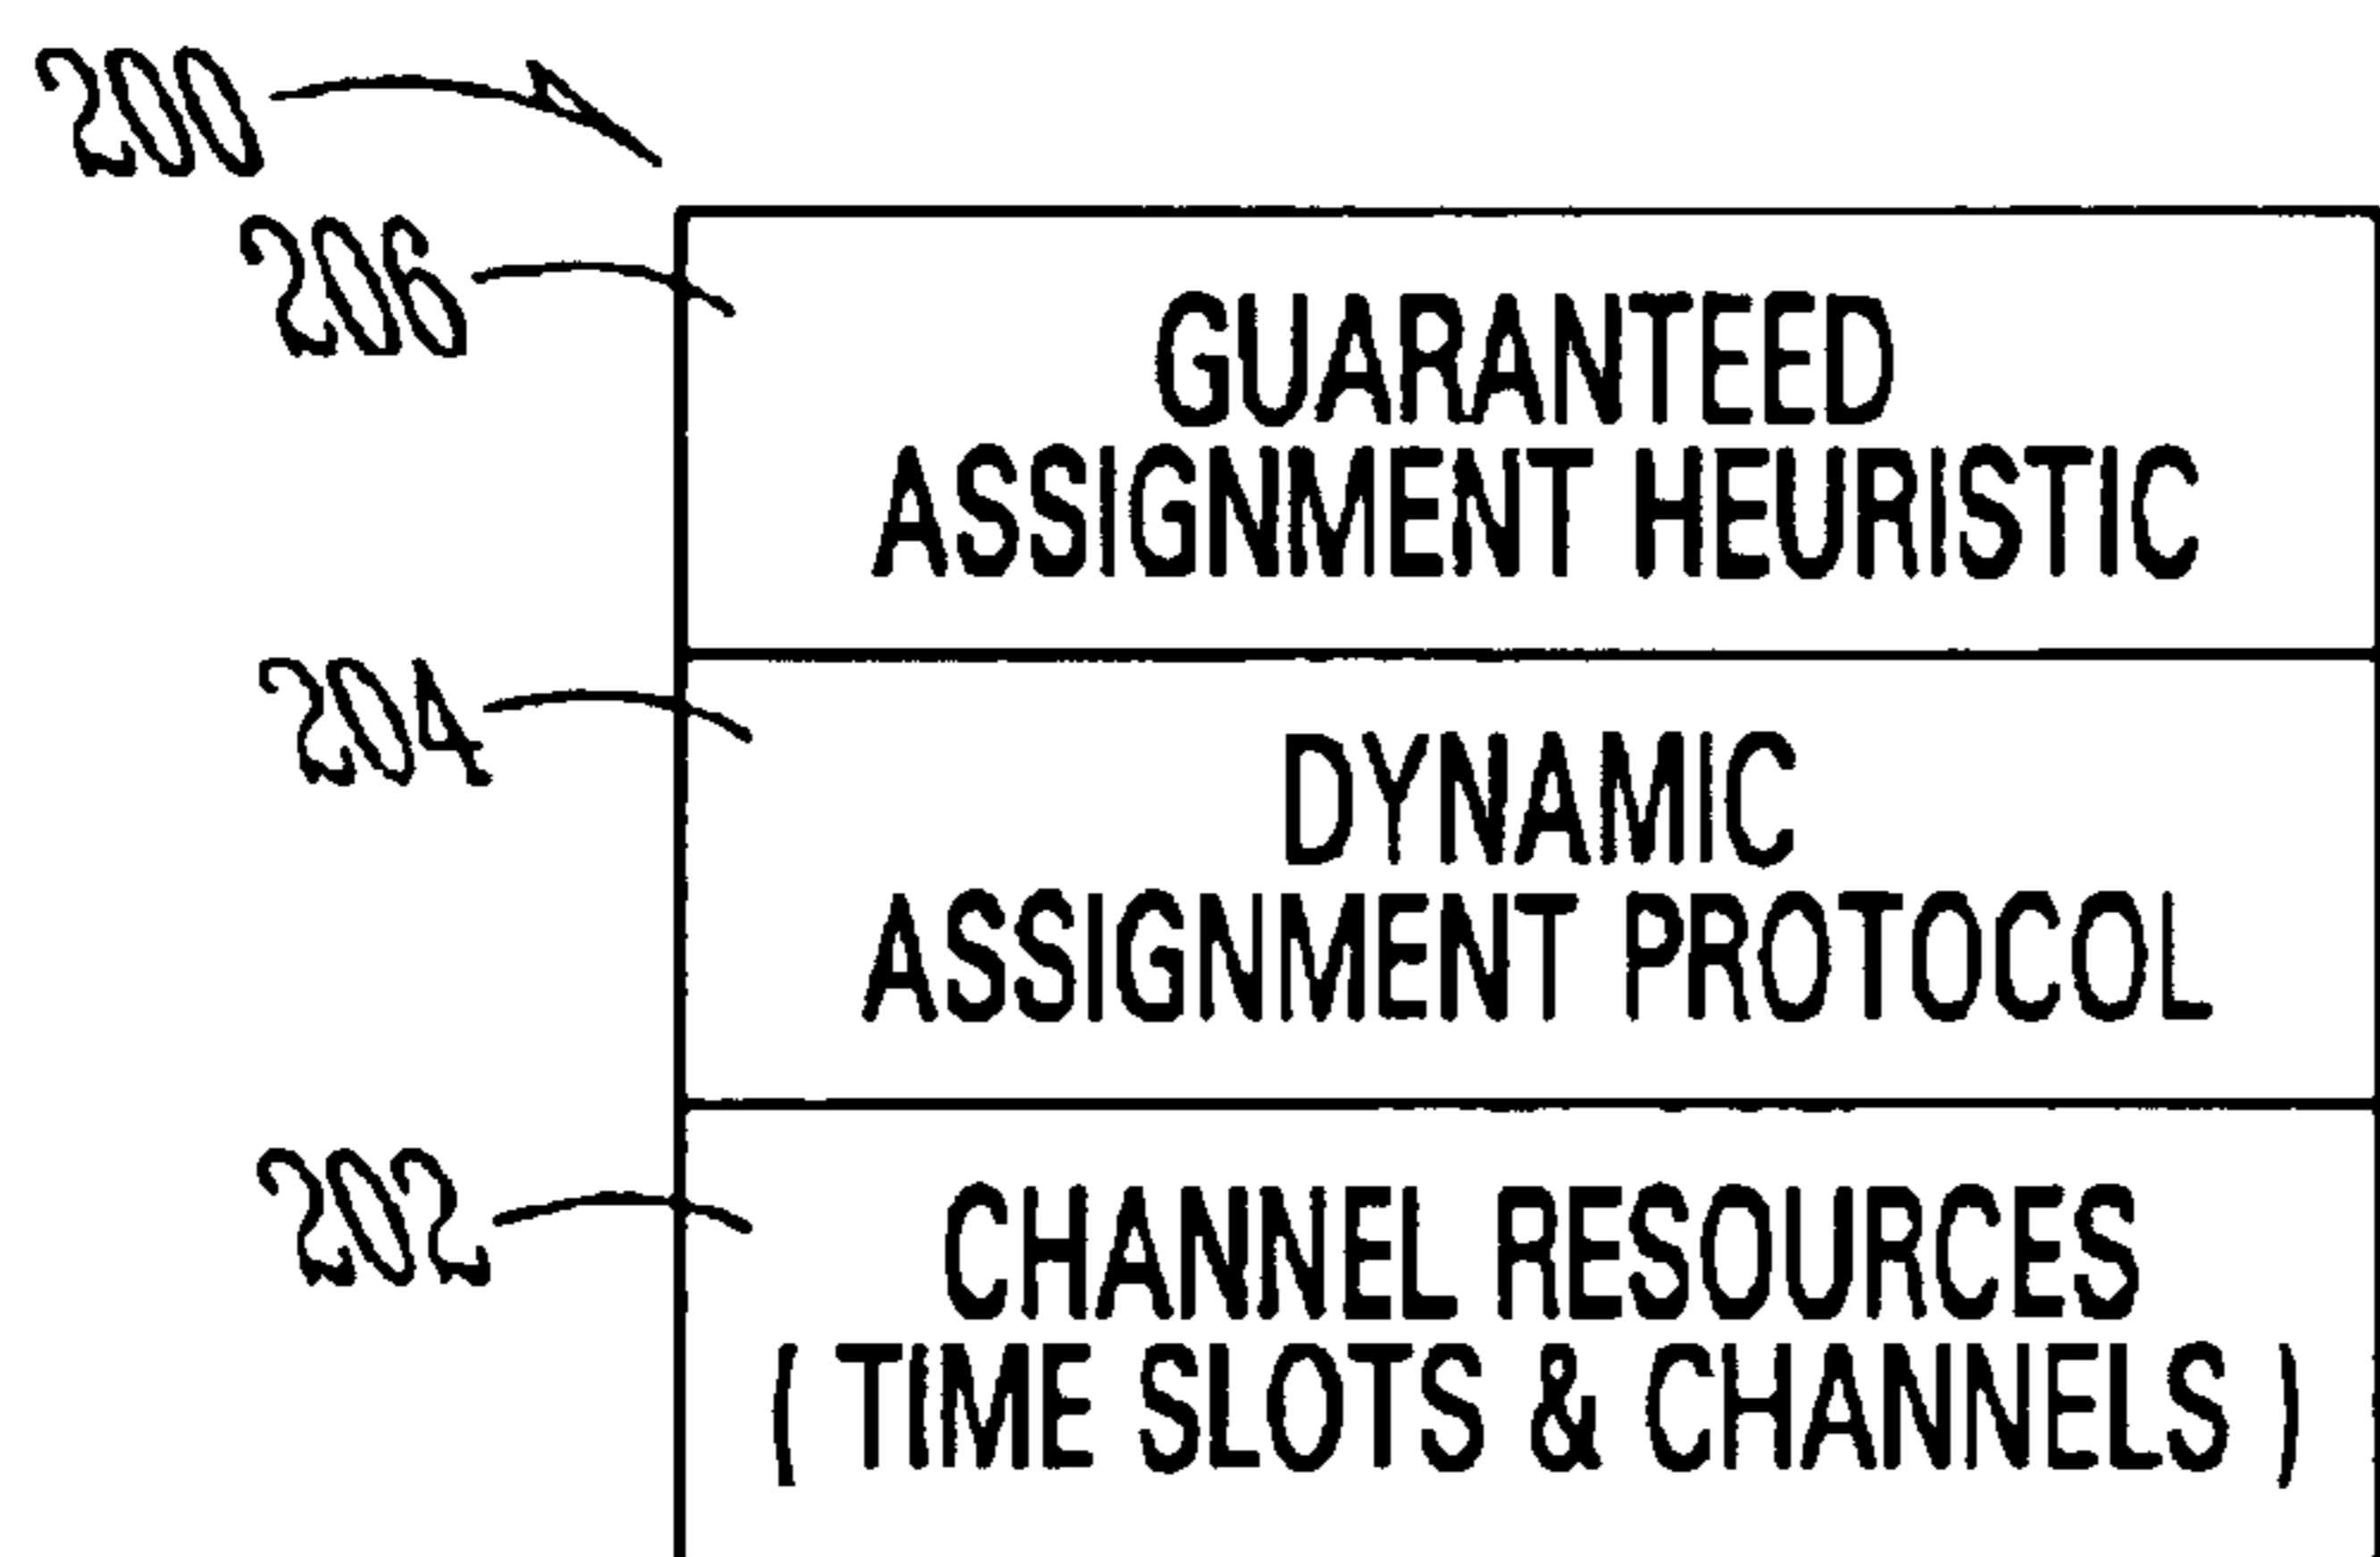 200
206
GUARANTEED
ASSIGNMENT HEURISTIC
204
DYNAMIC
ASSIGNMENT PROTOCOL
202
CHANNEL RESOURCES
( TIME SLOTS & CHANNELS )